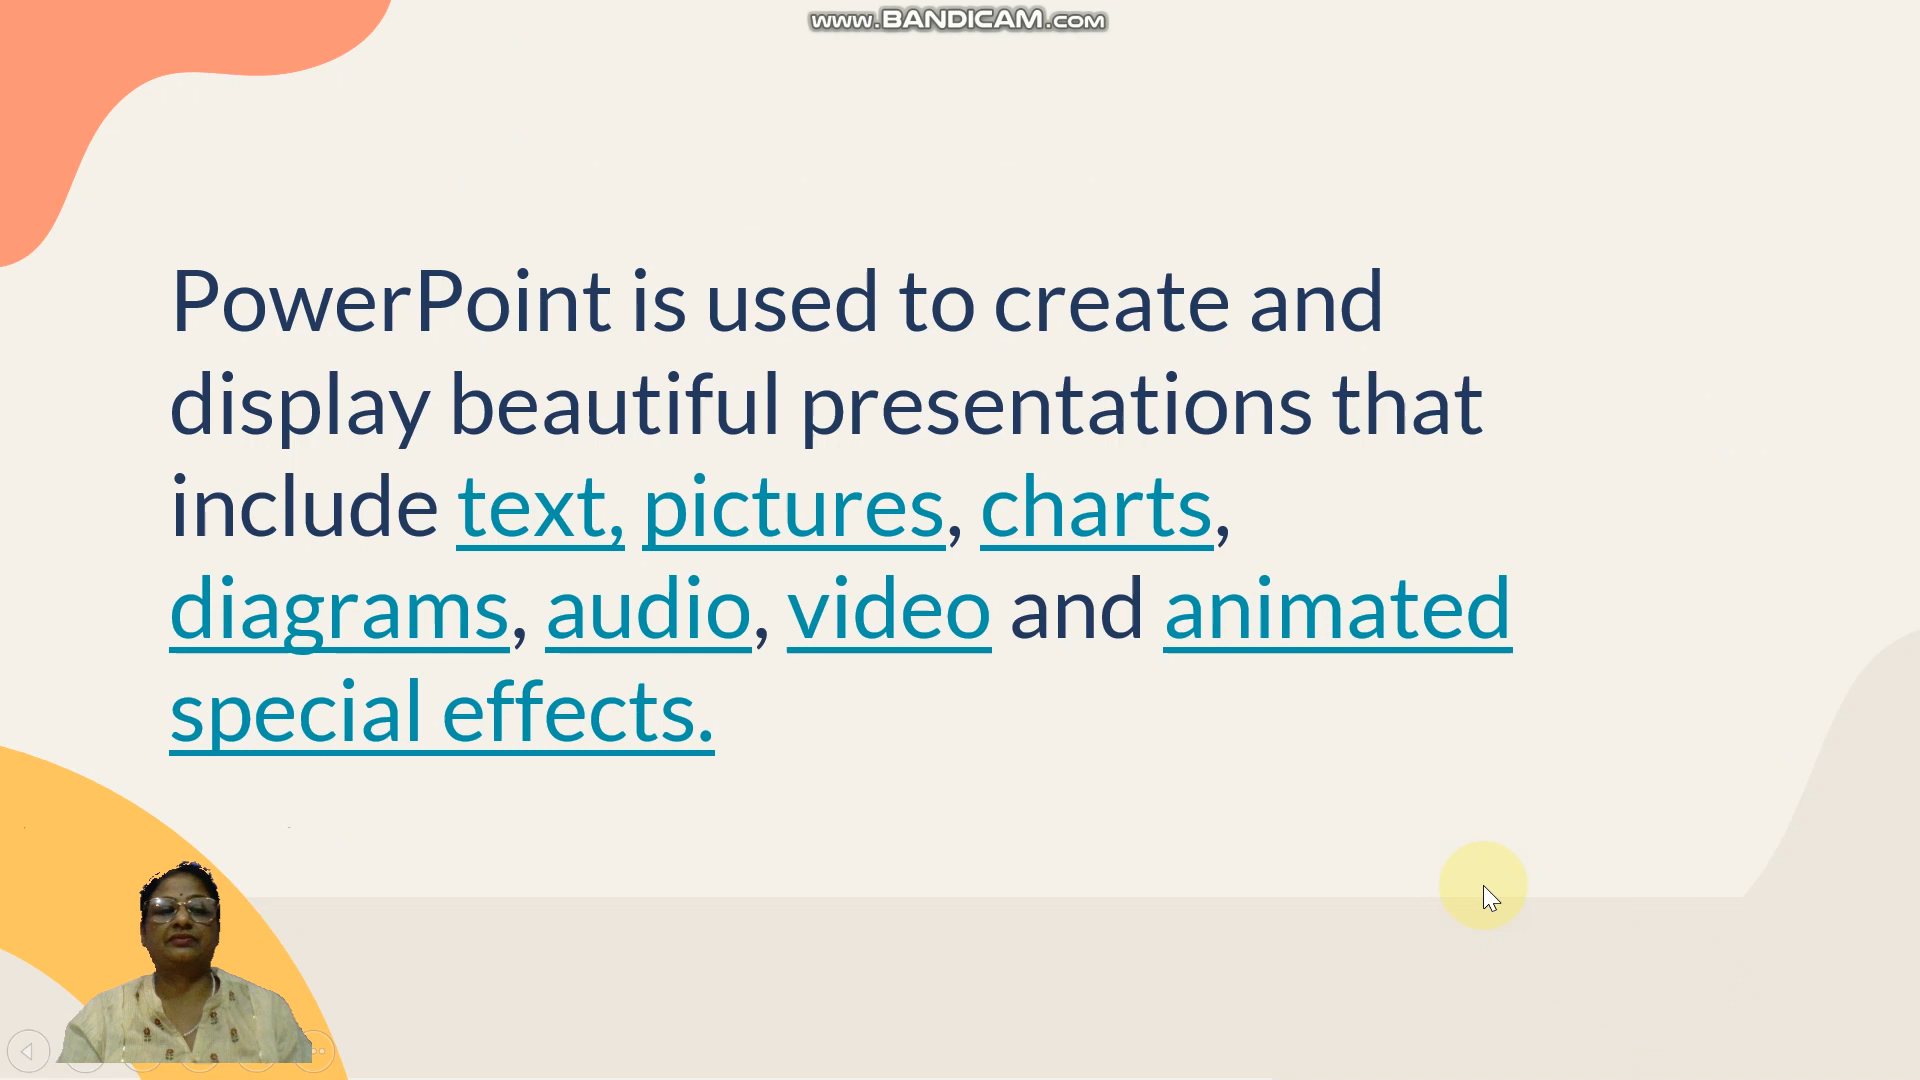 www.BANDICAM.com
PowerPoint is used to create and
display beautiful presentations that
include text, pictures, charts,
diagrams, audio, video and animated
special effects.